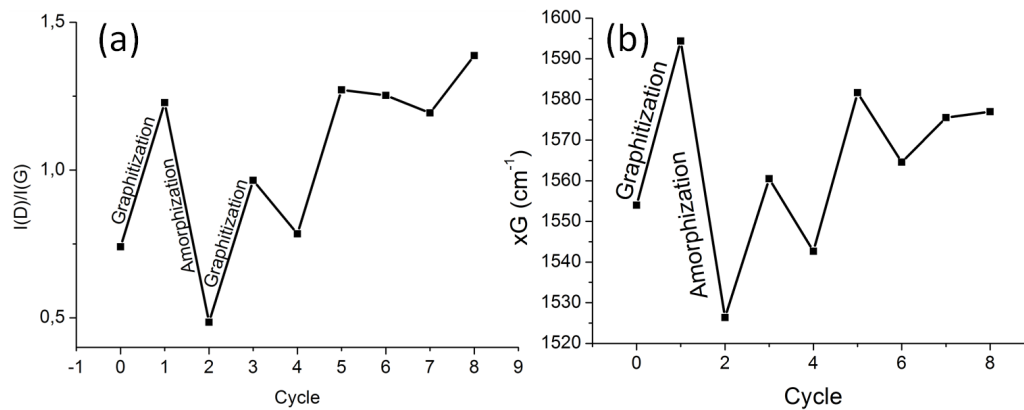 (a)
1,5
1,0
0,5
I(D)/I(G)
Graphitization
Amorphization
Graphitization
-1 0 1 2 3 4 5 6 7 8 9
Cycle
(b)
1600
1590
1580
1570
1560
1550
1540
1530
1520
xG (cm⁻¹)
Graphitization
Amorphization
0 2 4 6 8
Cycle